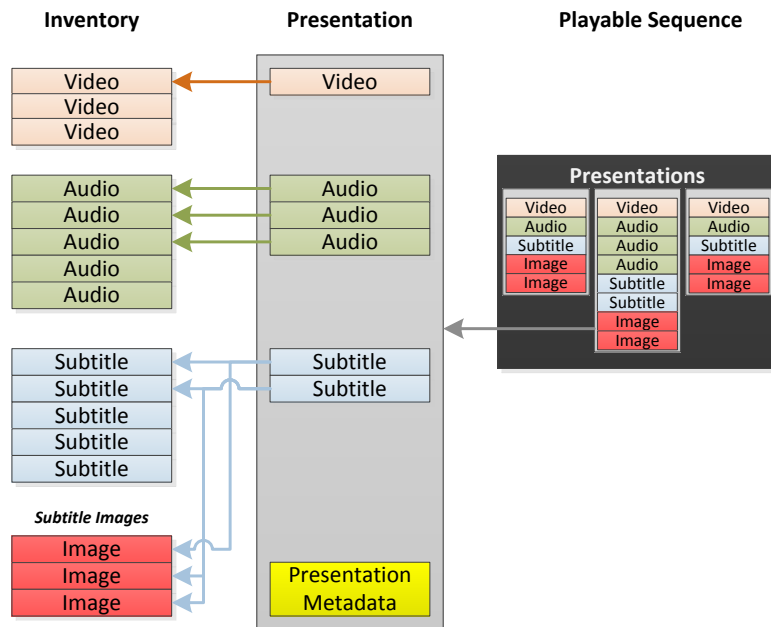 Inventory
Presentation
Playable Sequence
Video
Video
Video
Video
Audio
Audio
Audio
Audio
Audio
Audio
Audio
Audio
Subtitle
Subtitle
Subtitle
Subtitle
Subtitle
Subtitle
Subtitle
Subtitle Images
Image
Image
Image
Presentation
Metadata
Presentations
Video
Audio
Subtitle
Image
Image
Video
Audio
Audio
Audio
Subtitle
Subtitle
Image
Image
Video
Audio
Subtitle
Image
Image